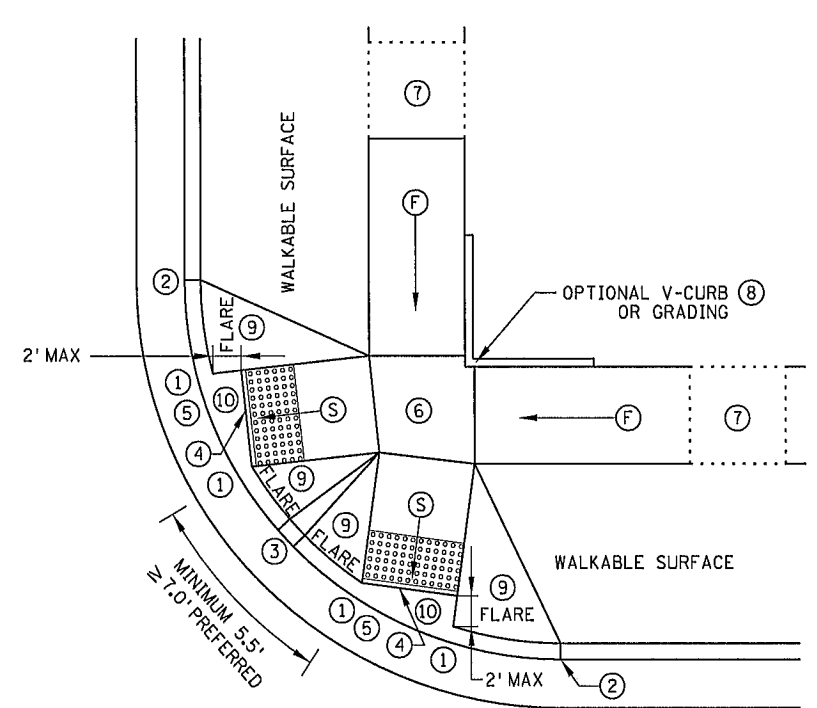 7
WALKABLE SURFACE
F
2
OPTIONAL V-CURB 8
OR GRADING
FLARE
9
2' MAX
1
5
10
S
6
F
7
4
1
FLARE
9
S
9
FLARE
3
WALKABLE SURFACE
MINIMUM 5.5'
≥ 7.0' PREFERRED
9
FLARE
10
1
5
4
1
2' MAX
2